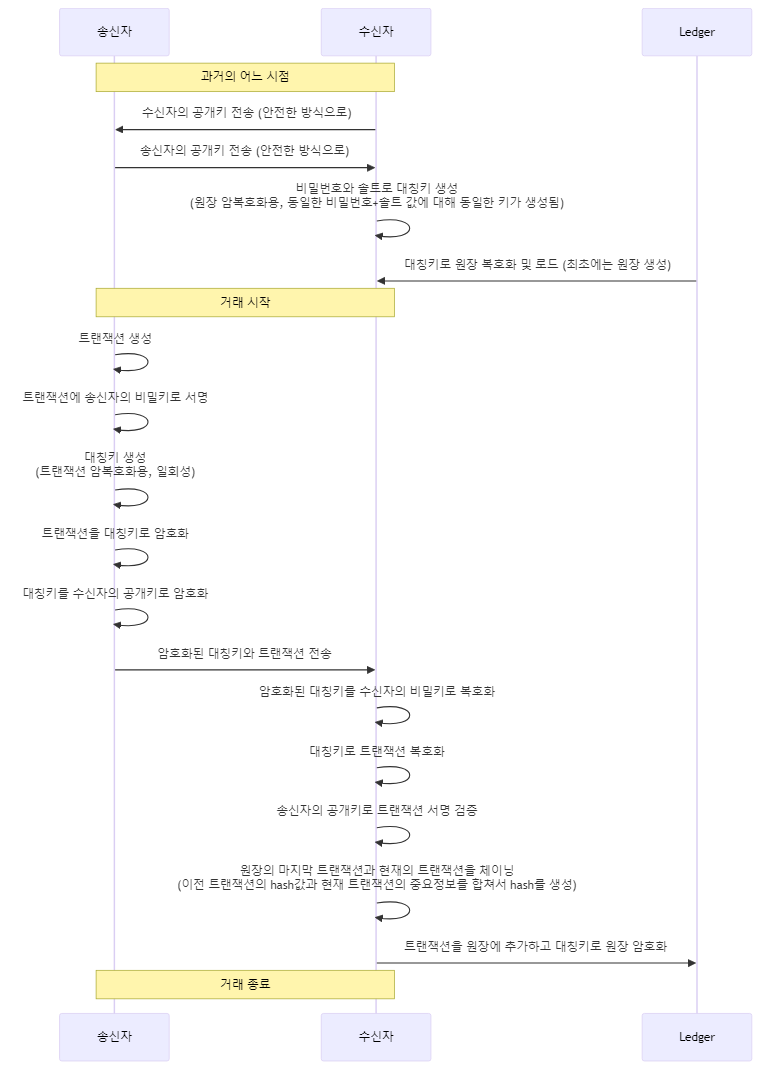 송신자
수신자
Ledger
과거의 어느 시점
수신자의 공개키 전송 (안전한 방식으로)
송신자의 공개키 전송 (안전한 방식으로)
비밀번호와 솔트로 대칭키 생성
(원장 암복호화용, 동일한 비밀번호+솔트 값에 대해 동일한 키가 생성됨)
대칭키로 원장 복호화 및 로드 (최초에는 원장 생성)
거래 시작
트랜잭션 생성
트랜잭션에 송신자의 비밀키로 서명
대칭키 생성
(트랜잭션 암복호화용, 일회성)
트랜잭션을 대칭키로 암호화
대칭키를 수신자의 공개키로 암호화
암호화된 대칭키와 트랜잭션 전송
암호화된 대칭키를 수신자의 비밀키로 복호화
대칭키로 트랜잭션 복호화
송신자의 공개키로 트랜잭션 서명 검증
원장의 마지막 트랜잭션과 현재의 트랜잭션을 체이닝
(이전 트랜잭션의 hash값과 현재 트랜잭션의 중요정보를 합쳐서 hash를 생성)
트랜잭션을 원장에 추가하고 대칭키로 원장 암호화
거래 종료
송신자
수신자
Ledger